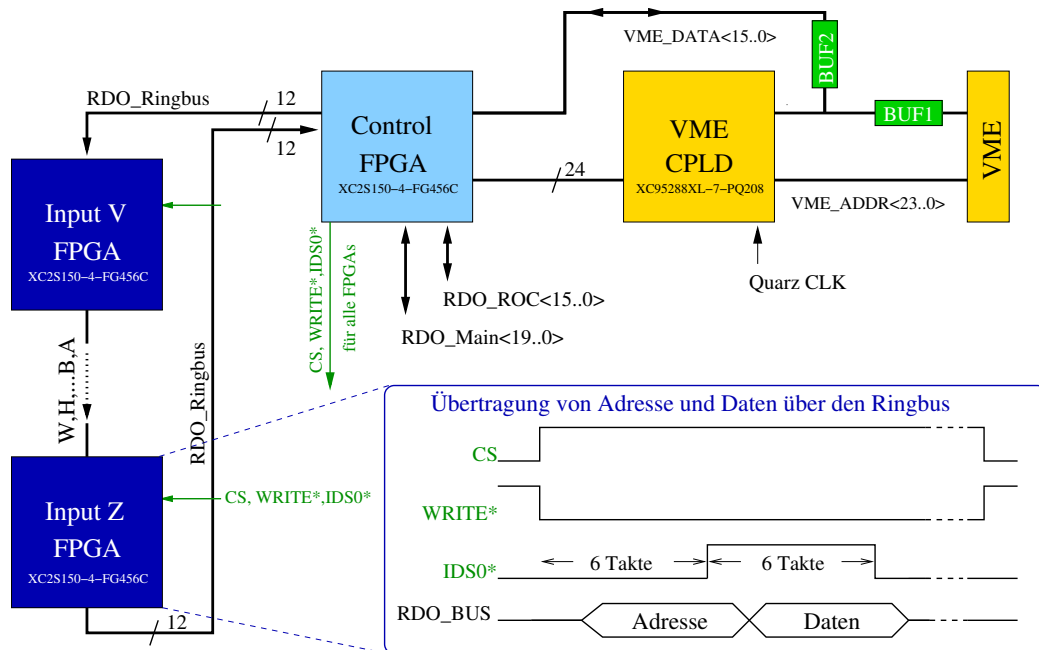 VME_DATA<15..0>
BUF2
RDO_Ringbus
12
12
Control
FPGA
XC2S150-4-FG456C
VME
CPLD
XC95288XL-7-PQ208
BUF1
VME
24
VME_ADDR<23..0>
Input V
FPGA
XC2S150-4-FG456C
Quarz CLK
CS, WRITE*,IDS0*
für alle FPGAs
RDO_ROC<15..0>
RDO_Main<19..0>
W,H,...B,A
RDO_Ringbus
Übertragung von Adresse und Daten über den Ringbus
CS
WRITE*
IDS0*
6 Takte
6 Takte
RDO_BUS
Adresse
Daten
Input Z
FPGA
XC2S150-4-FG456C
CS, WRITE*,IDS0*
12